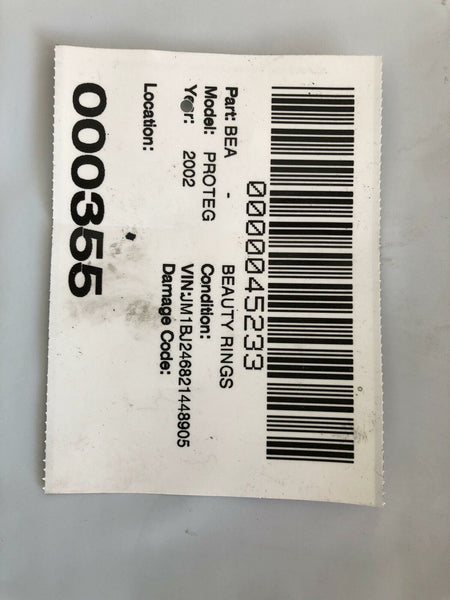 0000045233
Part: BEA - BEAUTY RINGS
Model: PROTEG Condition:
Year: 2002 VIN:JM1BJ246821448905
Damage Code:
Location:
000355